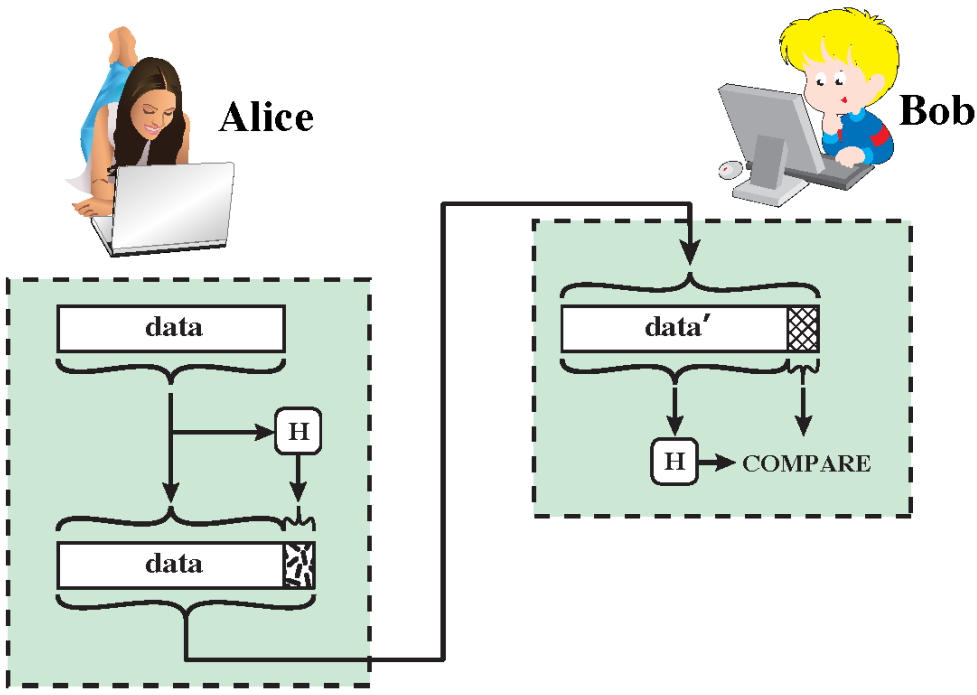 Alice
Bob
data
H
data
data′
H
COMPARE